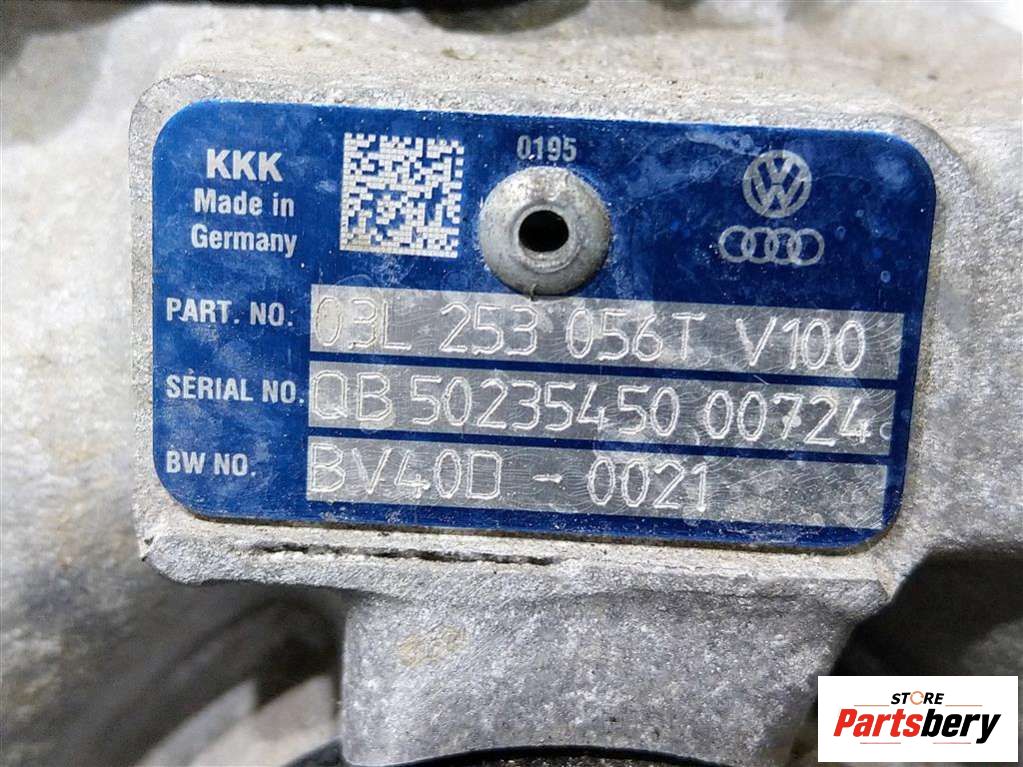 KKK
Made in
Germany
0195
PART. NO. 03L 253 056T V100
SERIAL NO. QB 50235450 00724
BW NO. BV40D - 0021
STORE
Partsbery